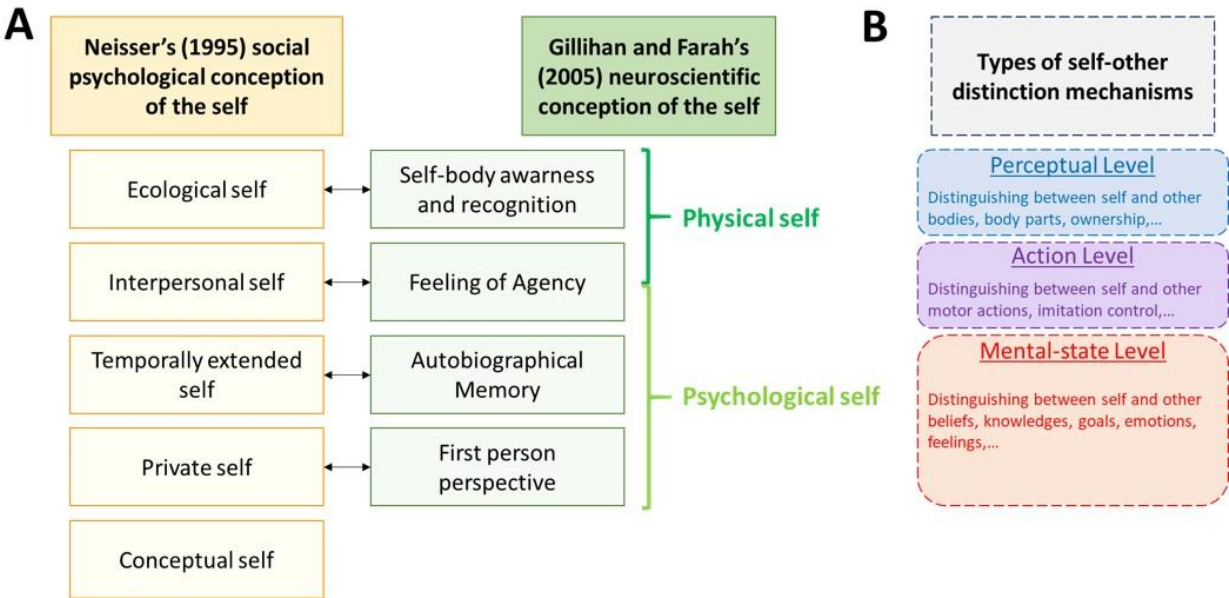 A
Neisser's (1995) social
psychological conception
of the self
Gillihan and Farah's
(2005) neuroscientific
conception of the self
Ecological self
Self-body awarness
and recognition
Interpersonal self
Feeling of Agency
Temporally extended
self
Autobiographical
Memory
Private self
First person
perspective
Conceptual self
Physical self
Psychological self
B
Types of self-other
distinction mechanisms
Perceptual Level
Distinguishing between self and other
bodies, body parts, ownership,...
Action Level
Distinguishing between self and other
motor actions, imitation control,...
Mental-state Level
Distinguishing between self and other
beliefs, knowledges, goals, emotions,
feelings,...